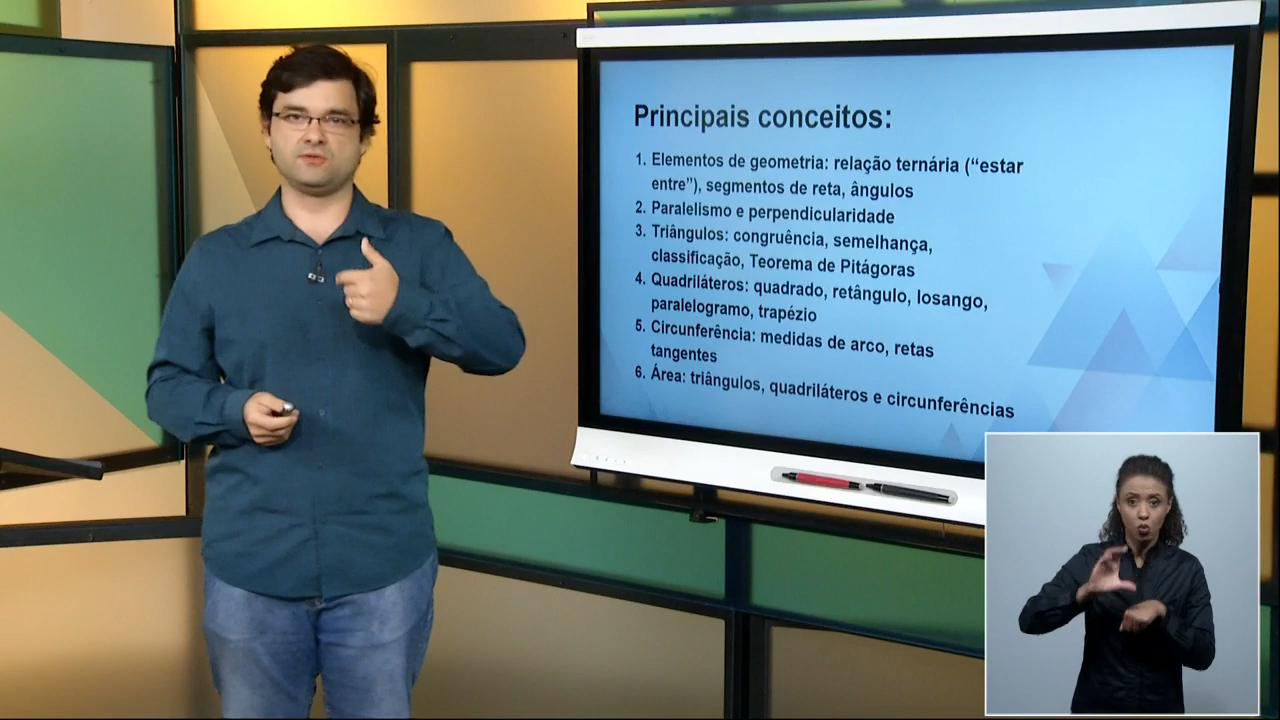 Principais conceitos:
1. Elementos de geometria: relação ternária (“estar
entre”), segmentos de reta, ângulos
2. Paralelismo e perpendicularidade
3. Triângulos: congruência, semelhança,
classificação, Teorema de Pitágoras
4. Quadriláteros: quadrado, retângulo, losango,
paralelogramo, trapézio
5. Circunferência: medidas de arco, retas
tangentes
6. Área: triângulos, quadriláteros e circunferências